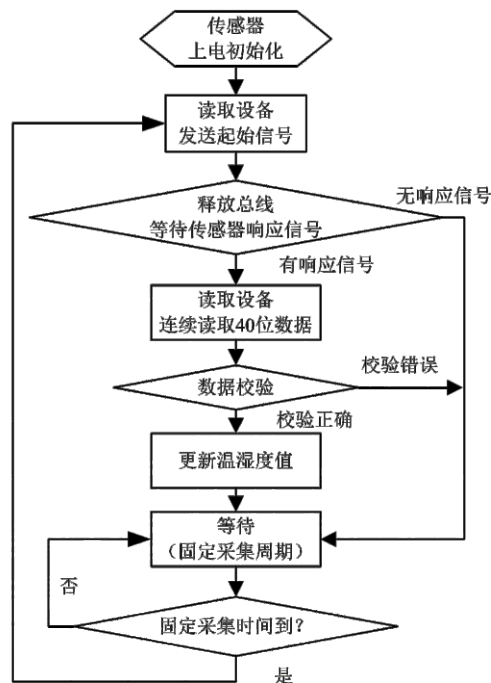 传感器
上电初始化
读取设备
发送起始信号
无响应信号
释放总线
等待传感器响应信号
有响应信号
读取设备
连续读取40位数据
校验错误
数据校验
校验正确
更新温湿度值
等待
（固定采集周期）
否
固定采集时间到？
是